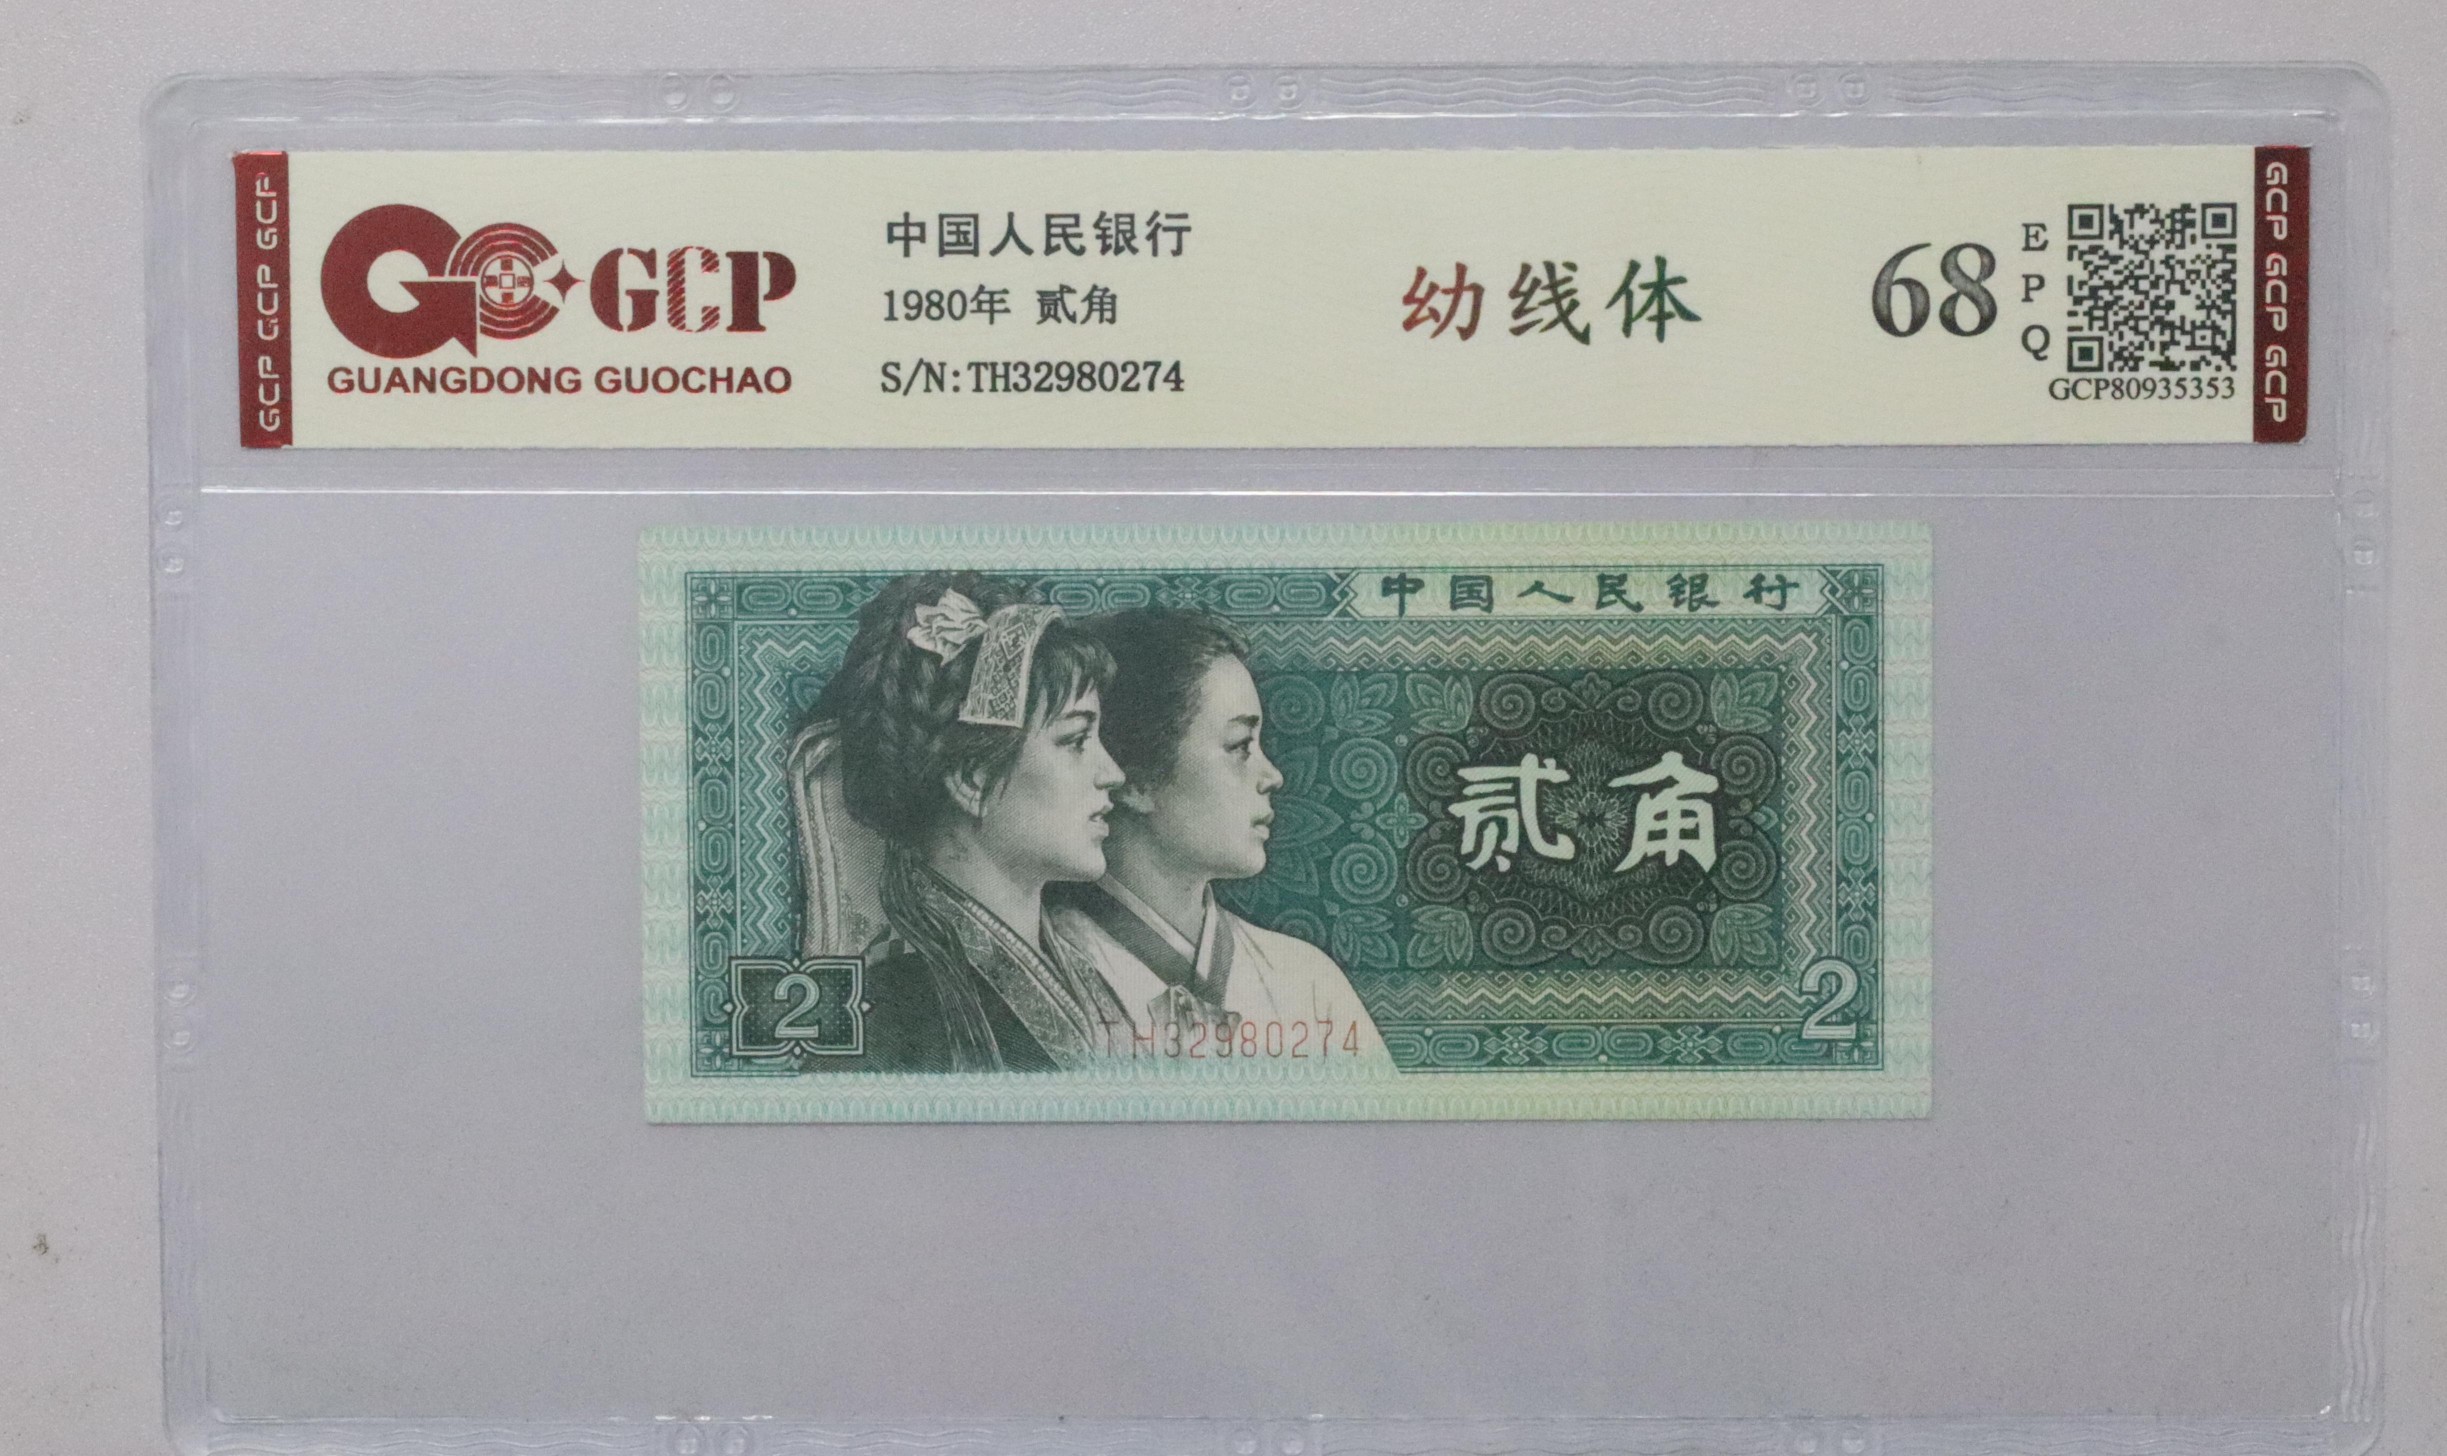 GCP GCP GCP
GCP
GUANGDONG GUOCHAO
中国人民银行
1980年 贰角
S/N:TH32980274
幼线体
68
EPQ
GCP80935353
GCP GCP GCP
中国人民银行
贰角
2
2
TH32980274